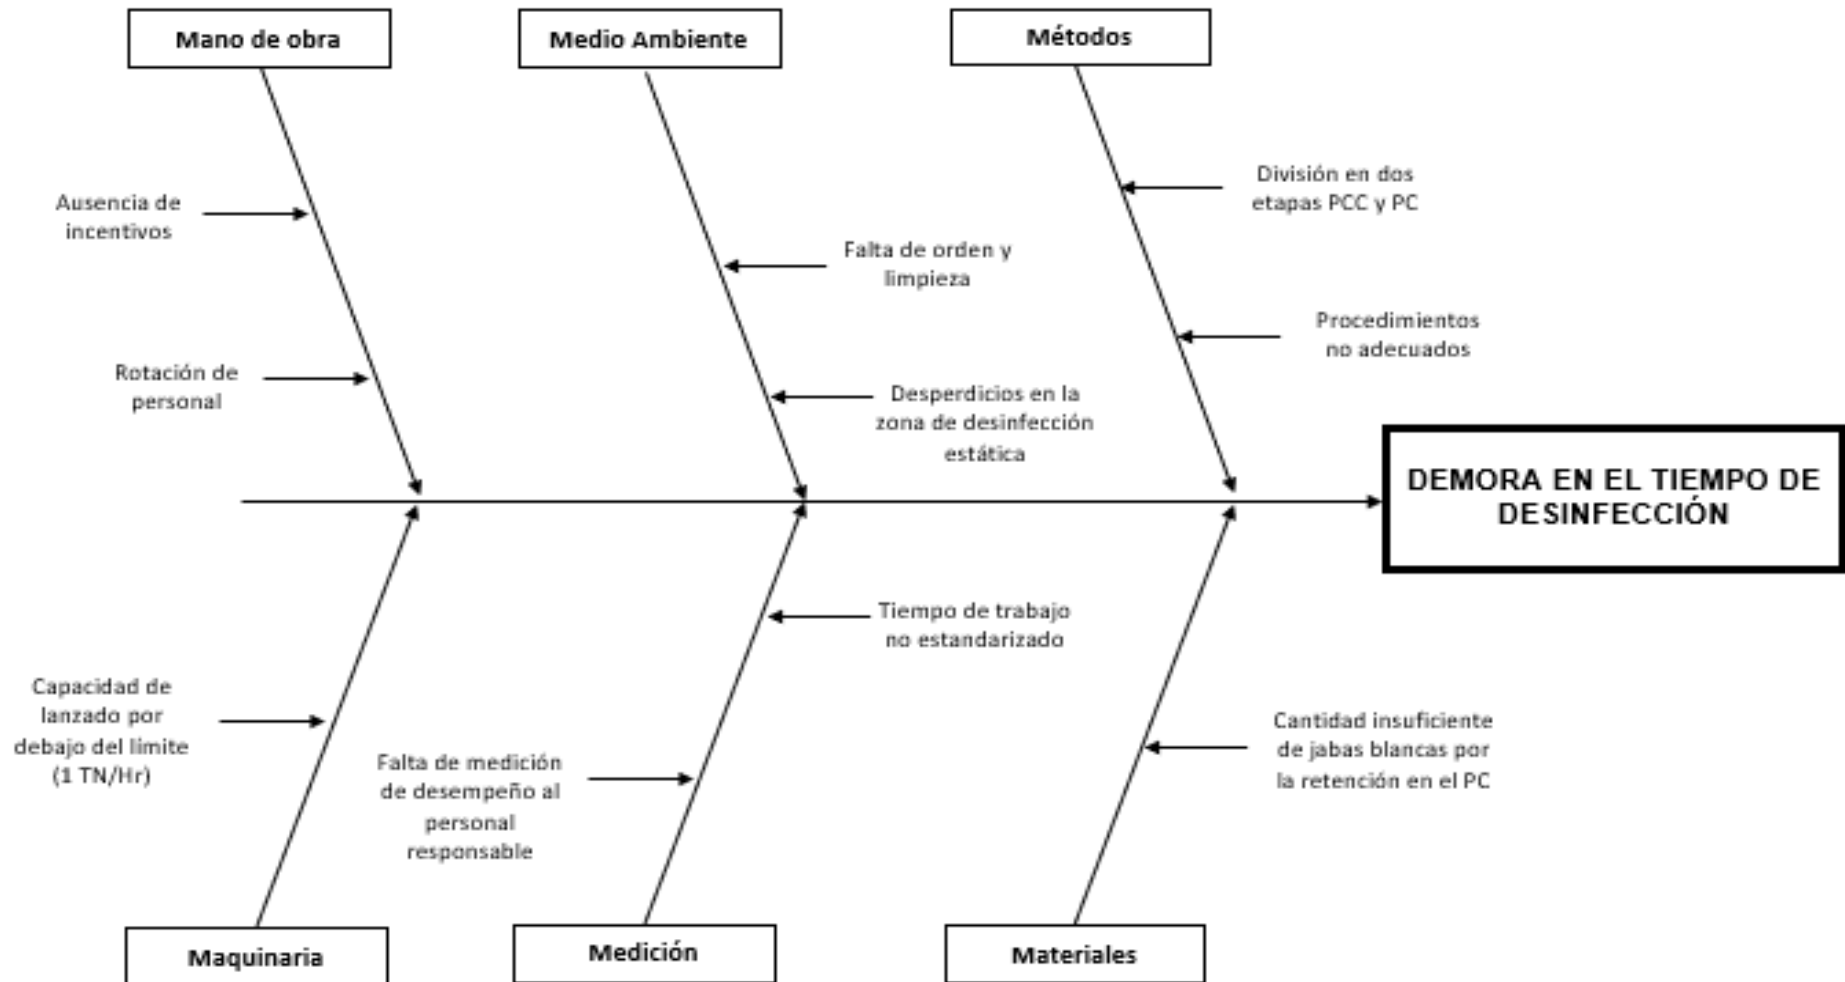 Mano de obra
Medio Ambiente
Métodos
Ausencia de
incentivos
Rotación de
personal
Falta de orden y
limpieza
Desperdicios en la
zona de desinfección
estática
División en dos
etapas PCC y PC
Procedimientos
no adecuados
DEMORA EN EL TIEMPO DE
DESINFECCIÓN
Capacidad de
lanzado por
debajo del limite
(1 TN/Hr)
Falta de medición
de desempeño al
personal
responsable
Tiempo de trabajo
no estandarizado
Cantidad insuficiente
de jabas blancas por
la retención en el PC
Maquinaria
Medición
Materiales